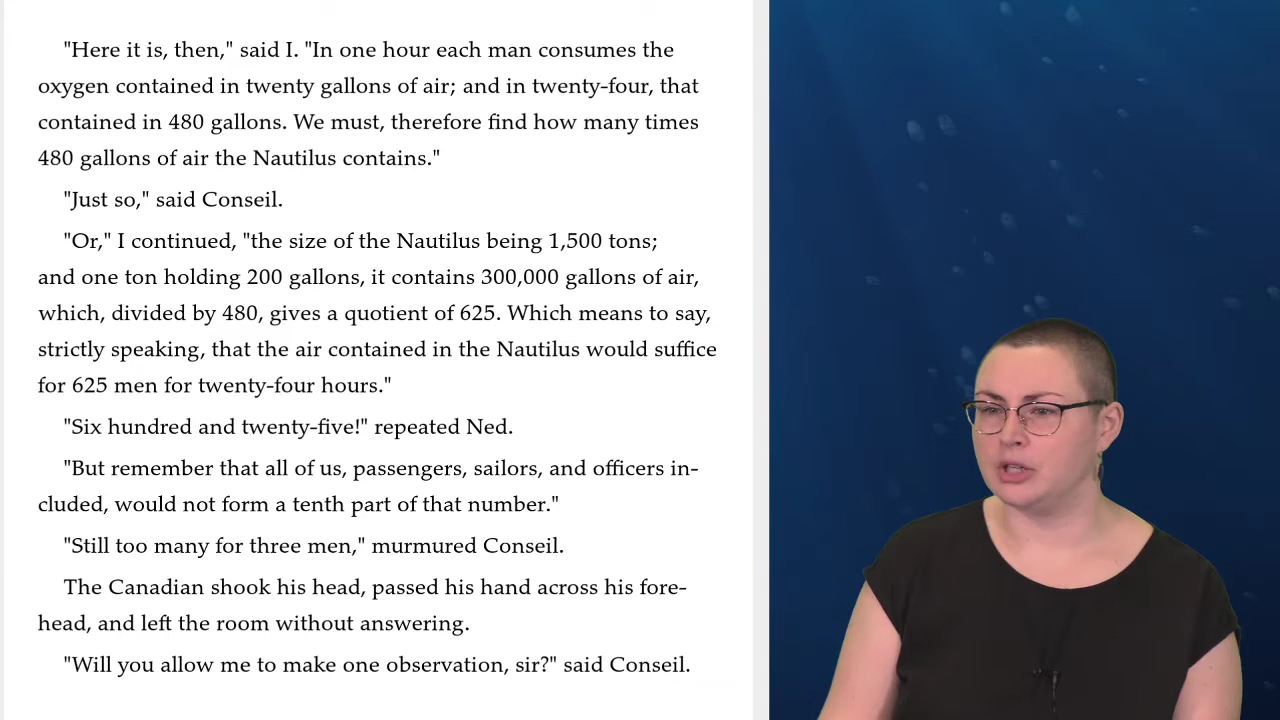 "Here it is, then," said I. "In one hour each man consumes the
oxygen contained in twenty gallons of air; and in twenty-four, that
contained in 480 gallons. We must, therefore find how many times
480 gallons of air the Nautilus contains."
"Just so," said Conseil.
"Or," I continued, "the size of the Nautilus being 1,500 tons;
and one ton holding 200 gallons, it contains 300,000 gallons of air,
which, divided by 480, gives a quotient of 625. Which means to say,
strictly speaking, that the air contained in the Nautilus would suffice
for 625 men for twenty-four hours."
"Six hundred and twenty-five!" repeated Ned.
"But remember that all of us, passengers, sailors, and officers in-
cluded, would not form a tenth part of that number."
"Still too many for three men," murmured Conseil.
The Canadian shook his head, passed his hand across his fore-
head, and left the room without answering.
"Will you allow me to make one observation, sir?" said Conseil.